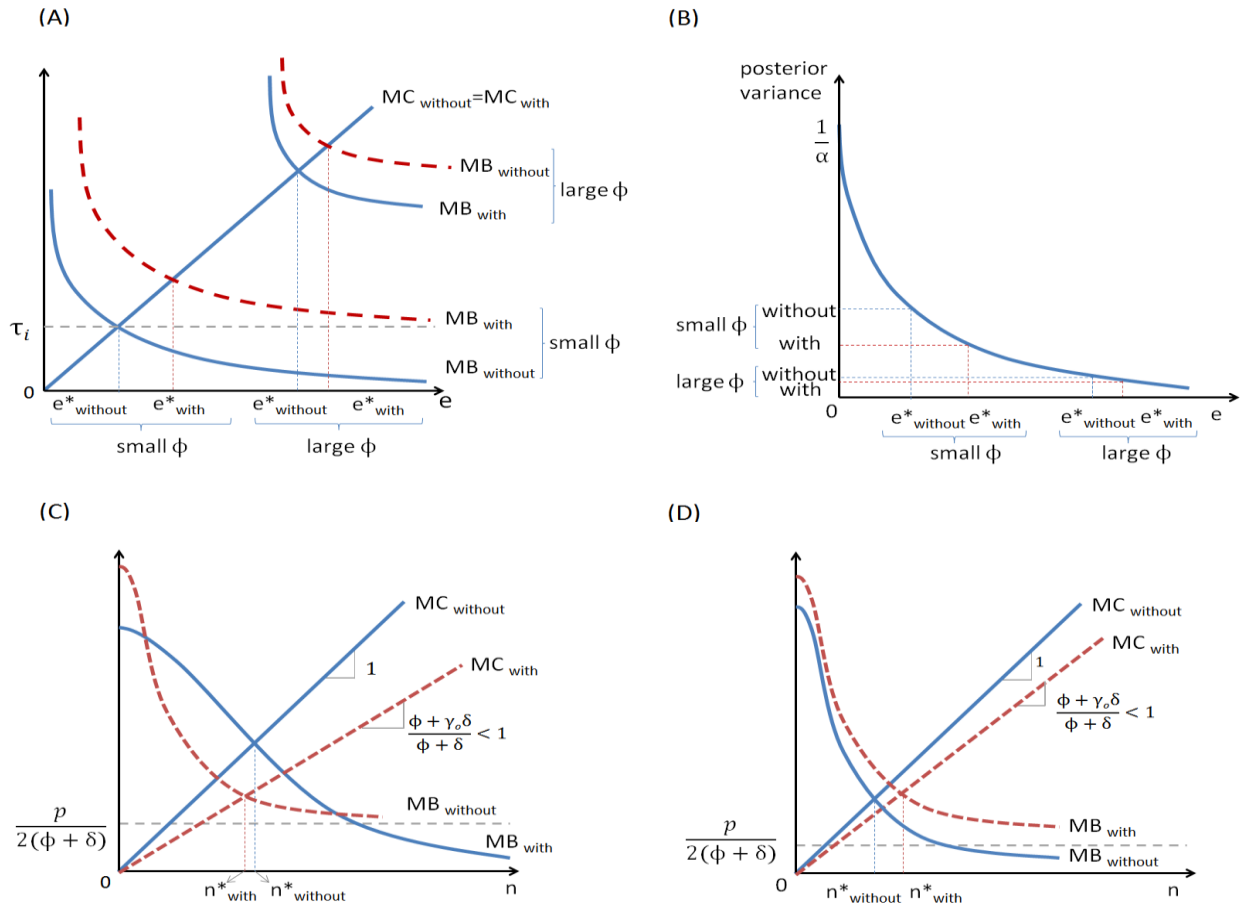 (A)
MC without=MC with
MB without
large ϕ
MB with
τi
MB with
small ϕ
MB without
0
e*without e*with e*without e*with e
small ϕ large ϕ
(B)
posterior
variance
1
α
small ϕ
without
with
large ϕ
without
with
0
e*without e*with e*without e*with e
small ϕ large ϕ
(C)
MC without
1
MC with
ϕ + γoδ
ϕ + δ
< 1
MB without
p
2(ϕ + δ)
MB with
0
n
n*with n*without
(D)
MC without
MC with
1
ϕ + γoδ
ϕ + δ
< 1
MB with
p
2(ϕ + δ)
MB without
0
n*without n*with n